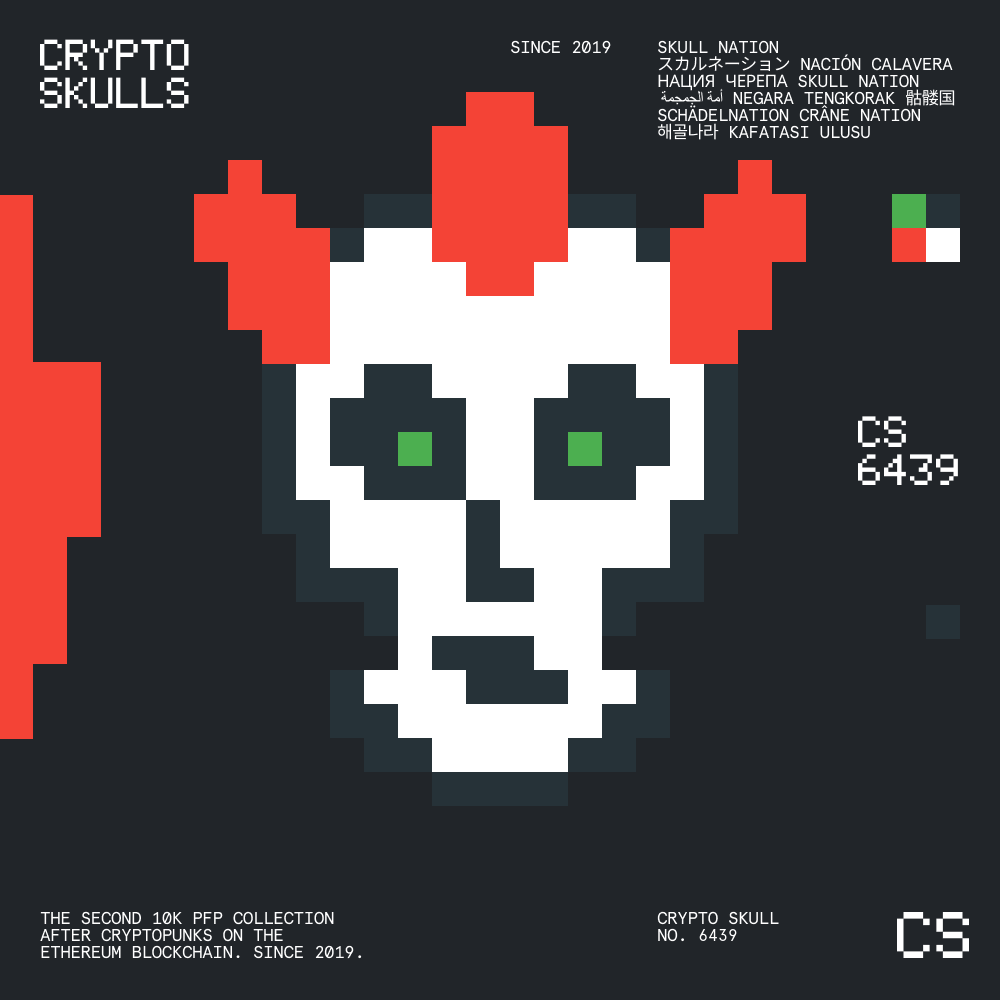 CRYPTO
SKULLS
SINCE 2019
SKULL NATION
スカルネーション NACIÓN CALAVERA
НАЦИЯ ЧЕРЕПА SKULL NATION
أمة الجمجمة NEGARA TENGKORAK 骷髅国
SCHÄDELNATION CRÂNE NATION
해골나라 KAFATASI ULUSU
CS
6439
THE SECOND 10K PFP COLLECTION
AFTER CRYPTOPUNKS ON THE
ETHEREUM BLOCKCHAIN. SINCE 2019.
CRYPTO SKULL
NO. 6439
CS